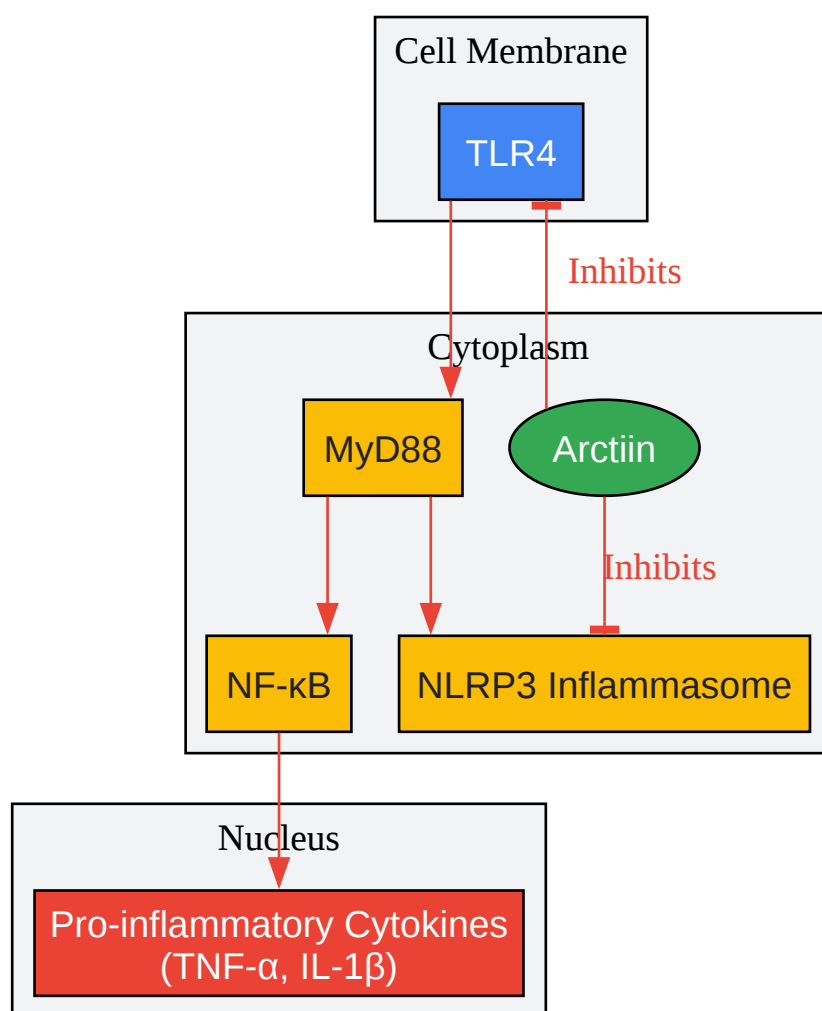 Cell Membrane
TLR4
Inhibits
Cytoplasm
MyD88
Arctiin
Inhibits
NF-κB
NLRP3 Inflammasome
Nucleus
Pro-inflammatory Cytokines
(TNF-α, IL-1β)